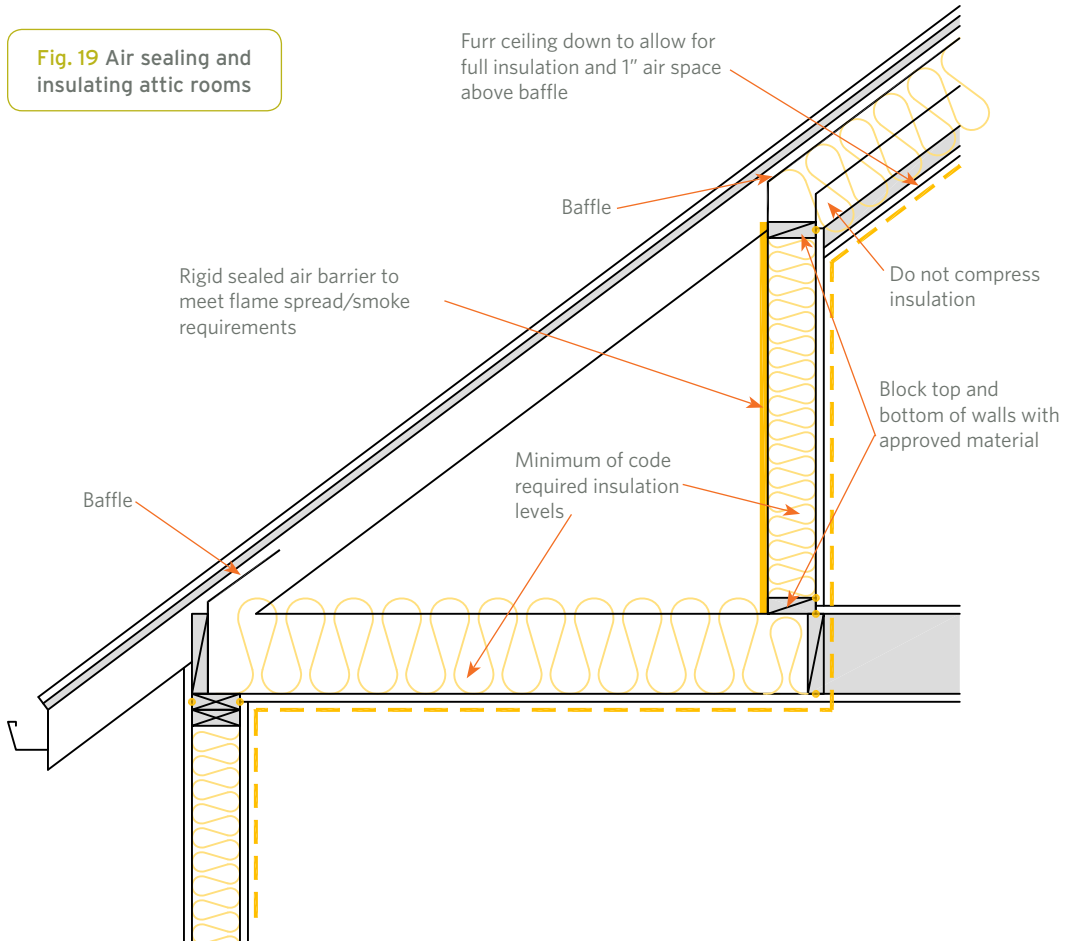 Fig. 19 Air sealing and
insulating attic rooms
Furr ceiling down to allow for
full insulation and 1” air space
above baffle
Baffle
Rigid sealed air barrier to
meet flame spread/smoke
requirements
Do not compress
insulation
Block top and
bottom of walls with
approved material
Minimum of code
required insulation
levels
Baffle